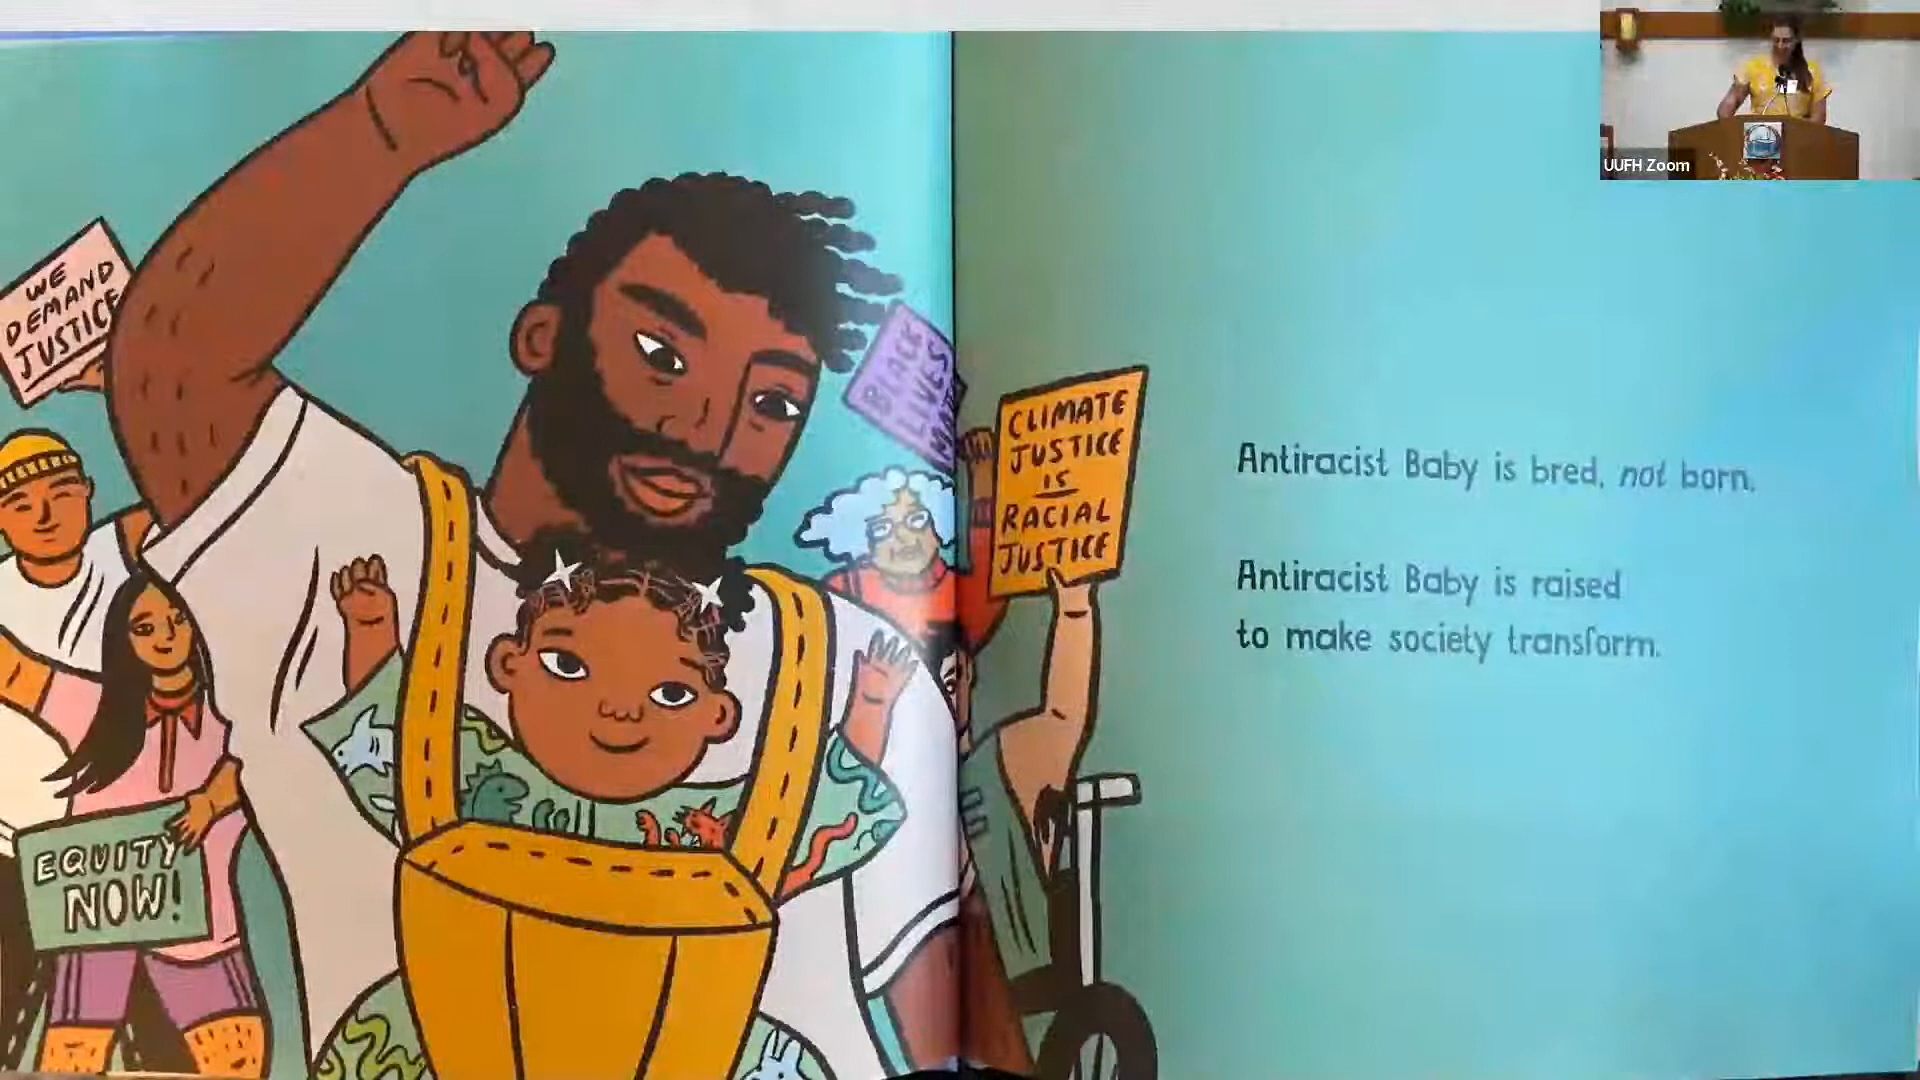 WE
DEMAND
JUSTICE
BLACK
LIVES
CLIMATE
JUSTICE
IS
RACIAL
JUSTICE
EQUITY
NOW!
Antiracist Baby is bred, not born.
Antiracist Baby is raised
to make society transform.
UUFH Zoom